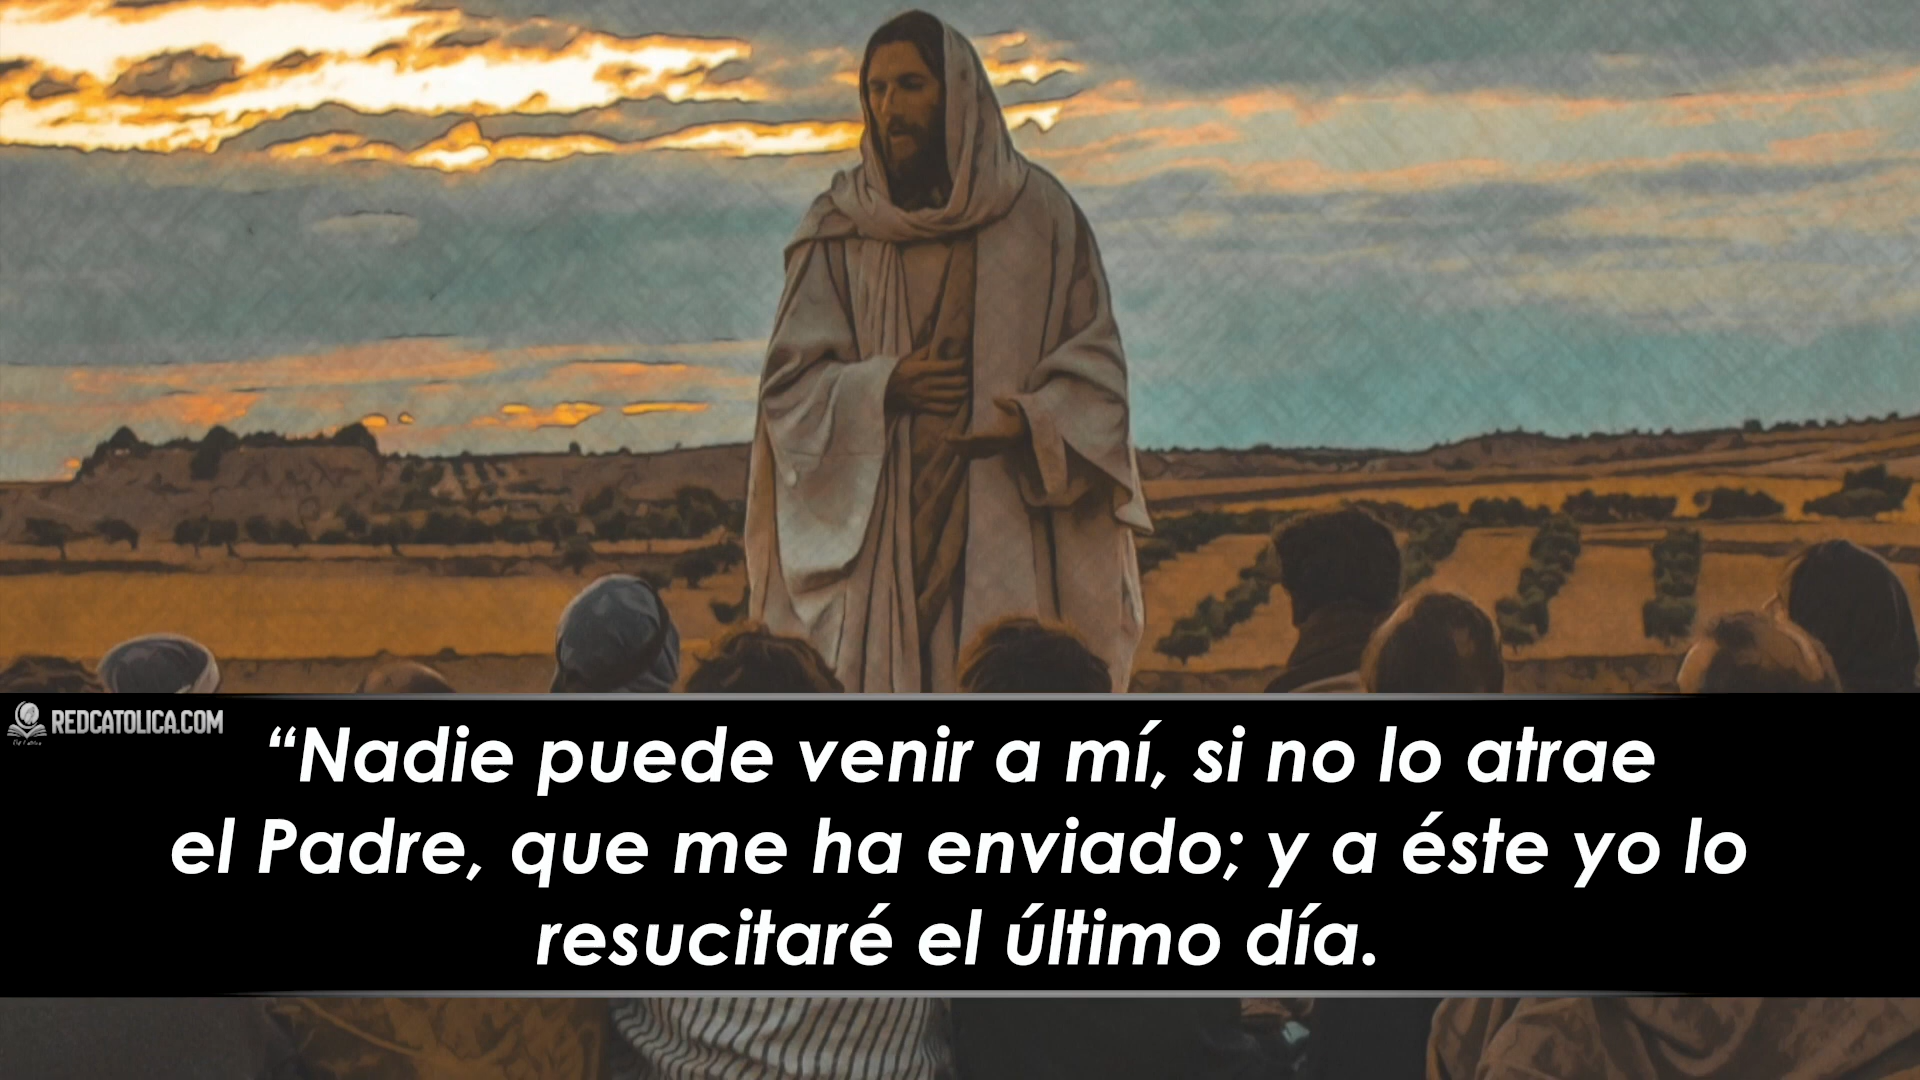 REDCATOLICA.COM
“Nadie puede venir a mí, si no lo atrae
el Padre, que me ha enviado; y a éste yo lo
resucitaré el último día.